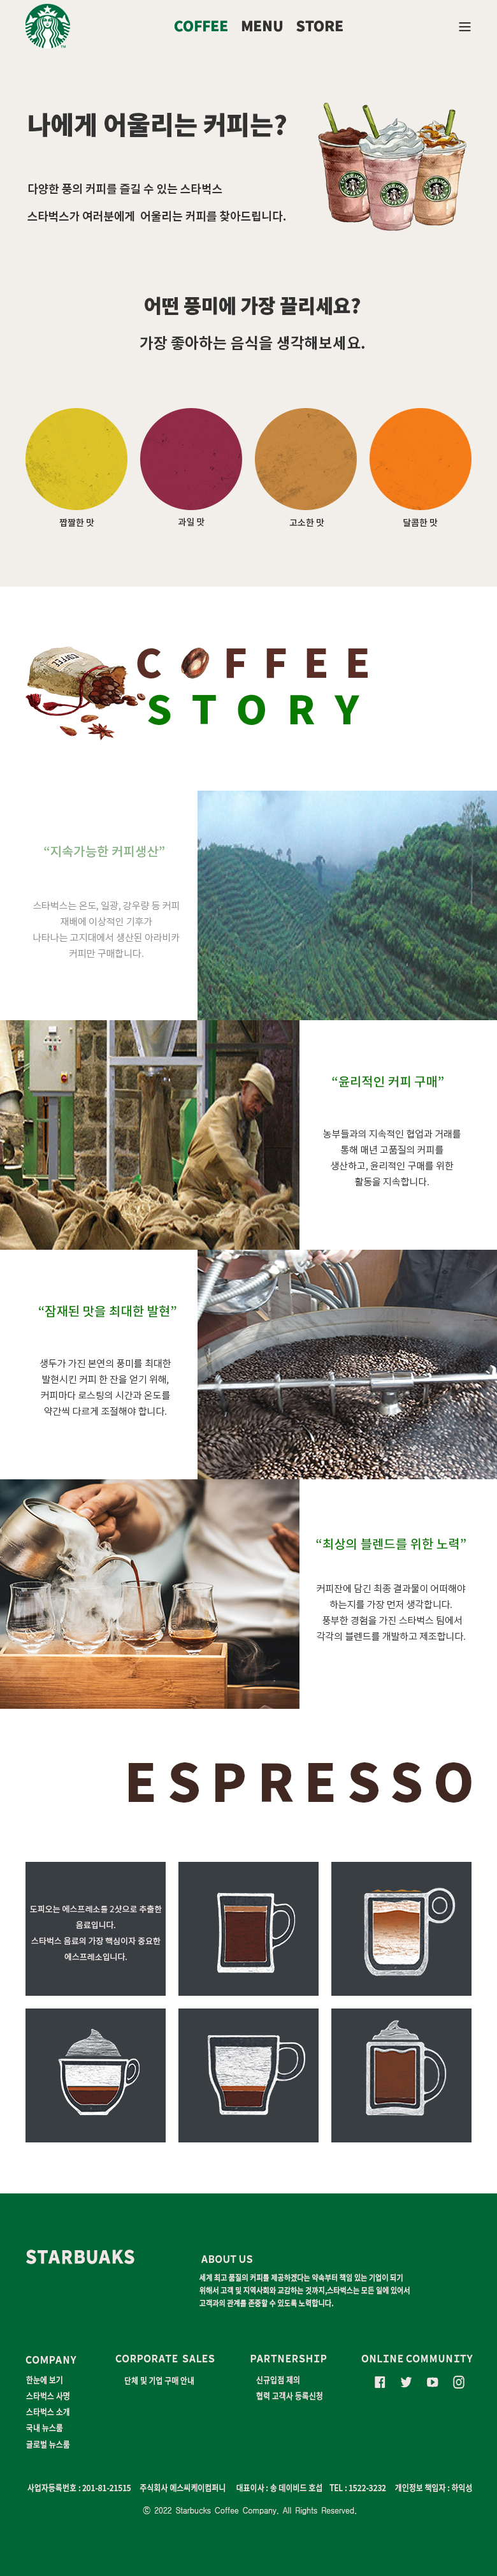 COFFEE MENU STORE
나에게 어울리는 커피는?
다양한 풍의 커피를 즐길 수 있는 스타벅스
스타벅스가 여러분에게 어울리는 커피를 찾아드립니다.
STARBUCKS COFFEE
어떤 풍미에 가장 끌리세요?
가장 좋아하는 음식을 생각해보세요.
짭짤한 맛
과일 맛
고소한 맛
달콤한 맛
COFFEE
COFFEE
STORY
“지속가능한 커피생산”
스타벅스는 온도, 일광, 강우량 등 커피
재배에 이상적인 기후가
나타나는 고지대에서 생산된 아라비카
커피만 구매합니다.
“윤리적인 커피 구매”
농부들과의 지속적인 협업과 거래를
통해 매년 고품질의 커피를
생산하고, 윤리적인 구매를 위한
활동을 지속합니다.
“잠재된 맛을 최대한 발현”
생두가 가진 본연의 풍미를 최대한
발현시킨 커피 한 잔을 얻기 위해,
커피마다 로스팅의 시간과 온도를
약간씩 다르게 조절해야 합니다.
“최상의 블렌드를 위한 노력”
커피잔에 담긴 최종 결과물이 어떠해야
하는지를 가장 먼저 생각합니다.
풍부한 경험을 가진 스타벅스 팀에서
각각의 블렌드를 개발하고 제조합니다.
ESPRESSO
도피오는 에스프레소를 2샷으로 추출한
음료입니다.
스타벅스 음료의 가장 핵심이자 중요한
에스프레소입니다.
STARBUAKS
ABOUT US
세계 최고 품질의 커피를 제공하겠다는 약속부터 책임 있는 기업이 되기
위해서 고객 및 지역사회와 교감하는 것까지,스타벅스는 모든 일에 있어서
고객과의 관계를 존중할 수 있도록 노력합니다.
COMPANY
한눈에 보기
스타벅스 사명
스타벅스 소개
국내 뉴스룸
글로벌 뉴스룸
CORPORATE SALES
단체 및 기업 구매 안내
PARTNERSHIP
신규입점 제의
협력 고객사 등록신청
ONLINE COMMUNITY
사업자등록번호 : 201-81-21515 주식회사 에스씨케이컴퍼니 대표이사 : 송 데이비드 호섭 TEL : 1522-3232 개인정보 책임자 : 하익성
ⓒ 2022 Starbucks Coffee Company. All Rights Reserved.